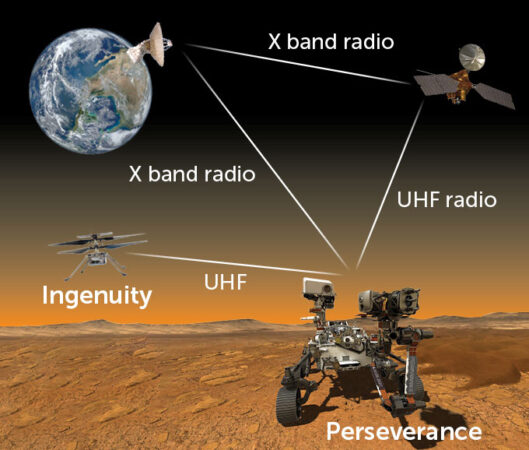 X band radio
X band radio
UHF radio
UHF
Ingenuity
Perseverance